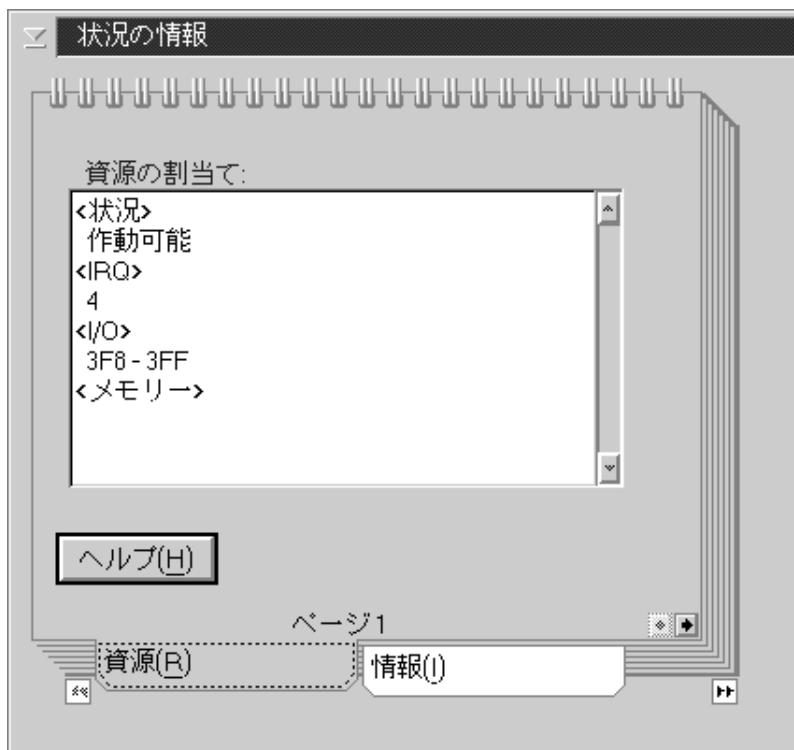 状況の情報
資源の割当て:
<状況>
作動可能
<IRQ>
4
<I/O>
3F8 - 3FF
<メモリー>
ヘルプ(H)
ページ 1
資源(R)
情報(I)